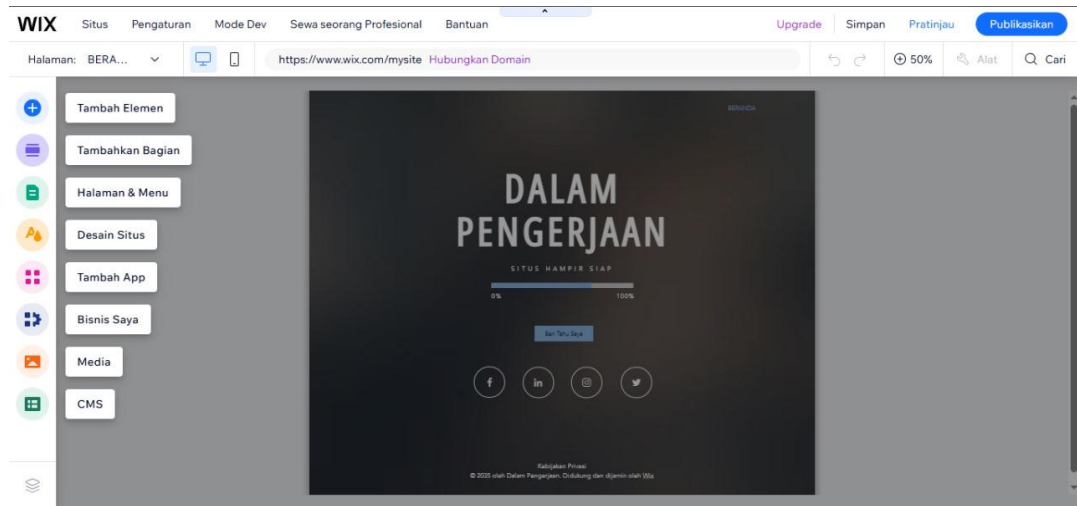 WIX Situs Pengaturan Mode Dev Sewa seorang Profesional Bantuan Upgrade Simpan Pratinjau Publikasikan
Halaman: BERA... https://www.wix.com/mysite Hubungkan Domain 50% Alat Cari
Tambah Elemen
Tambahkan Bagian
Halaman & Menu
Desain Situs
Tambah App
Bisnis Saya
Media
CMS
BERANDA
DALAM
PENGERJAAN
SITUS HAMPIR SIAP
0% 100%
Beri Tahu Saya
Kebijakan Privasi
© 2025 oleh Dalam Pengerjaan. Didukung dan dijamin oleh Wix